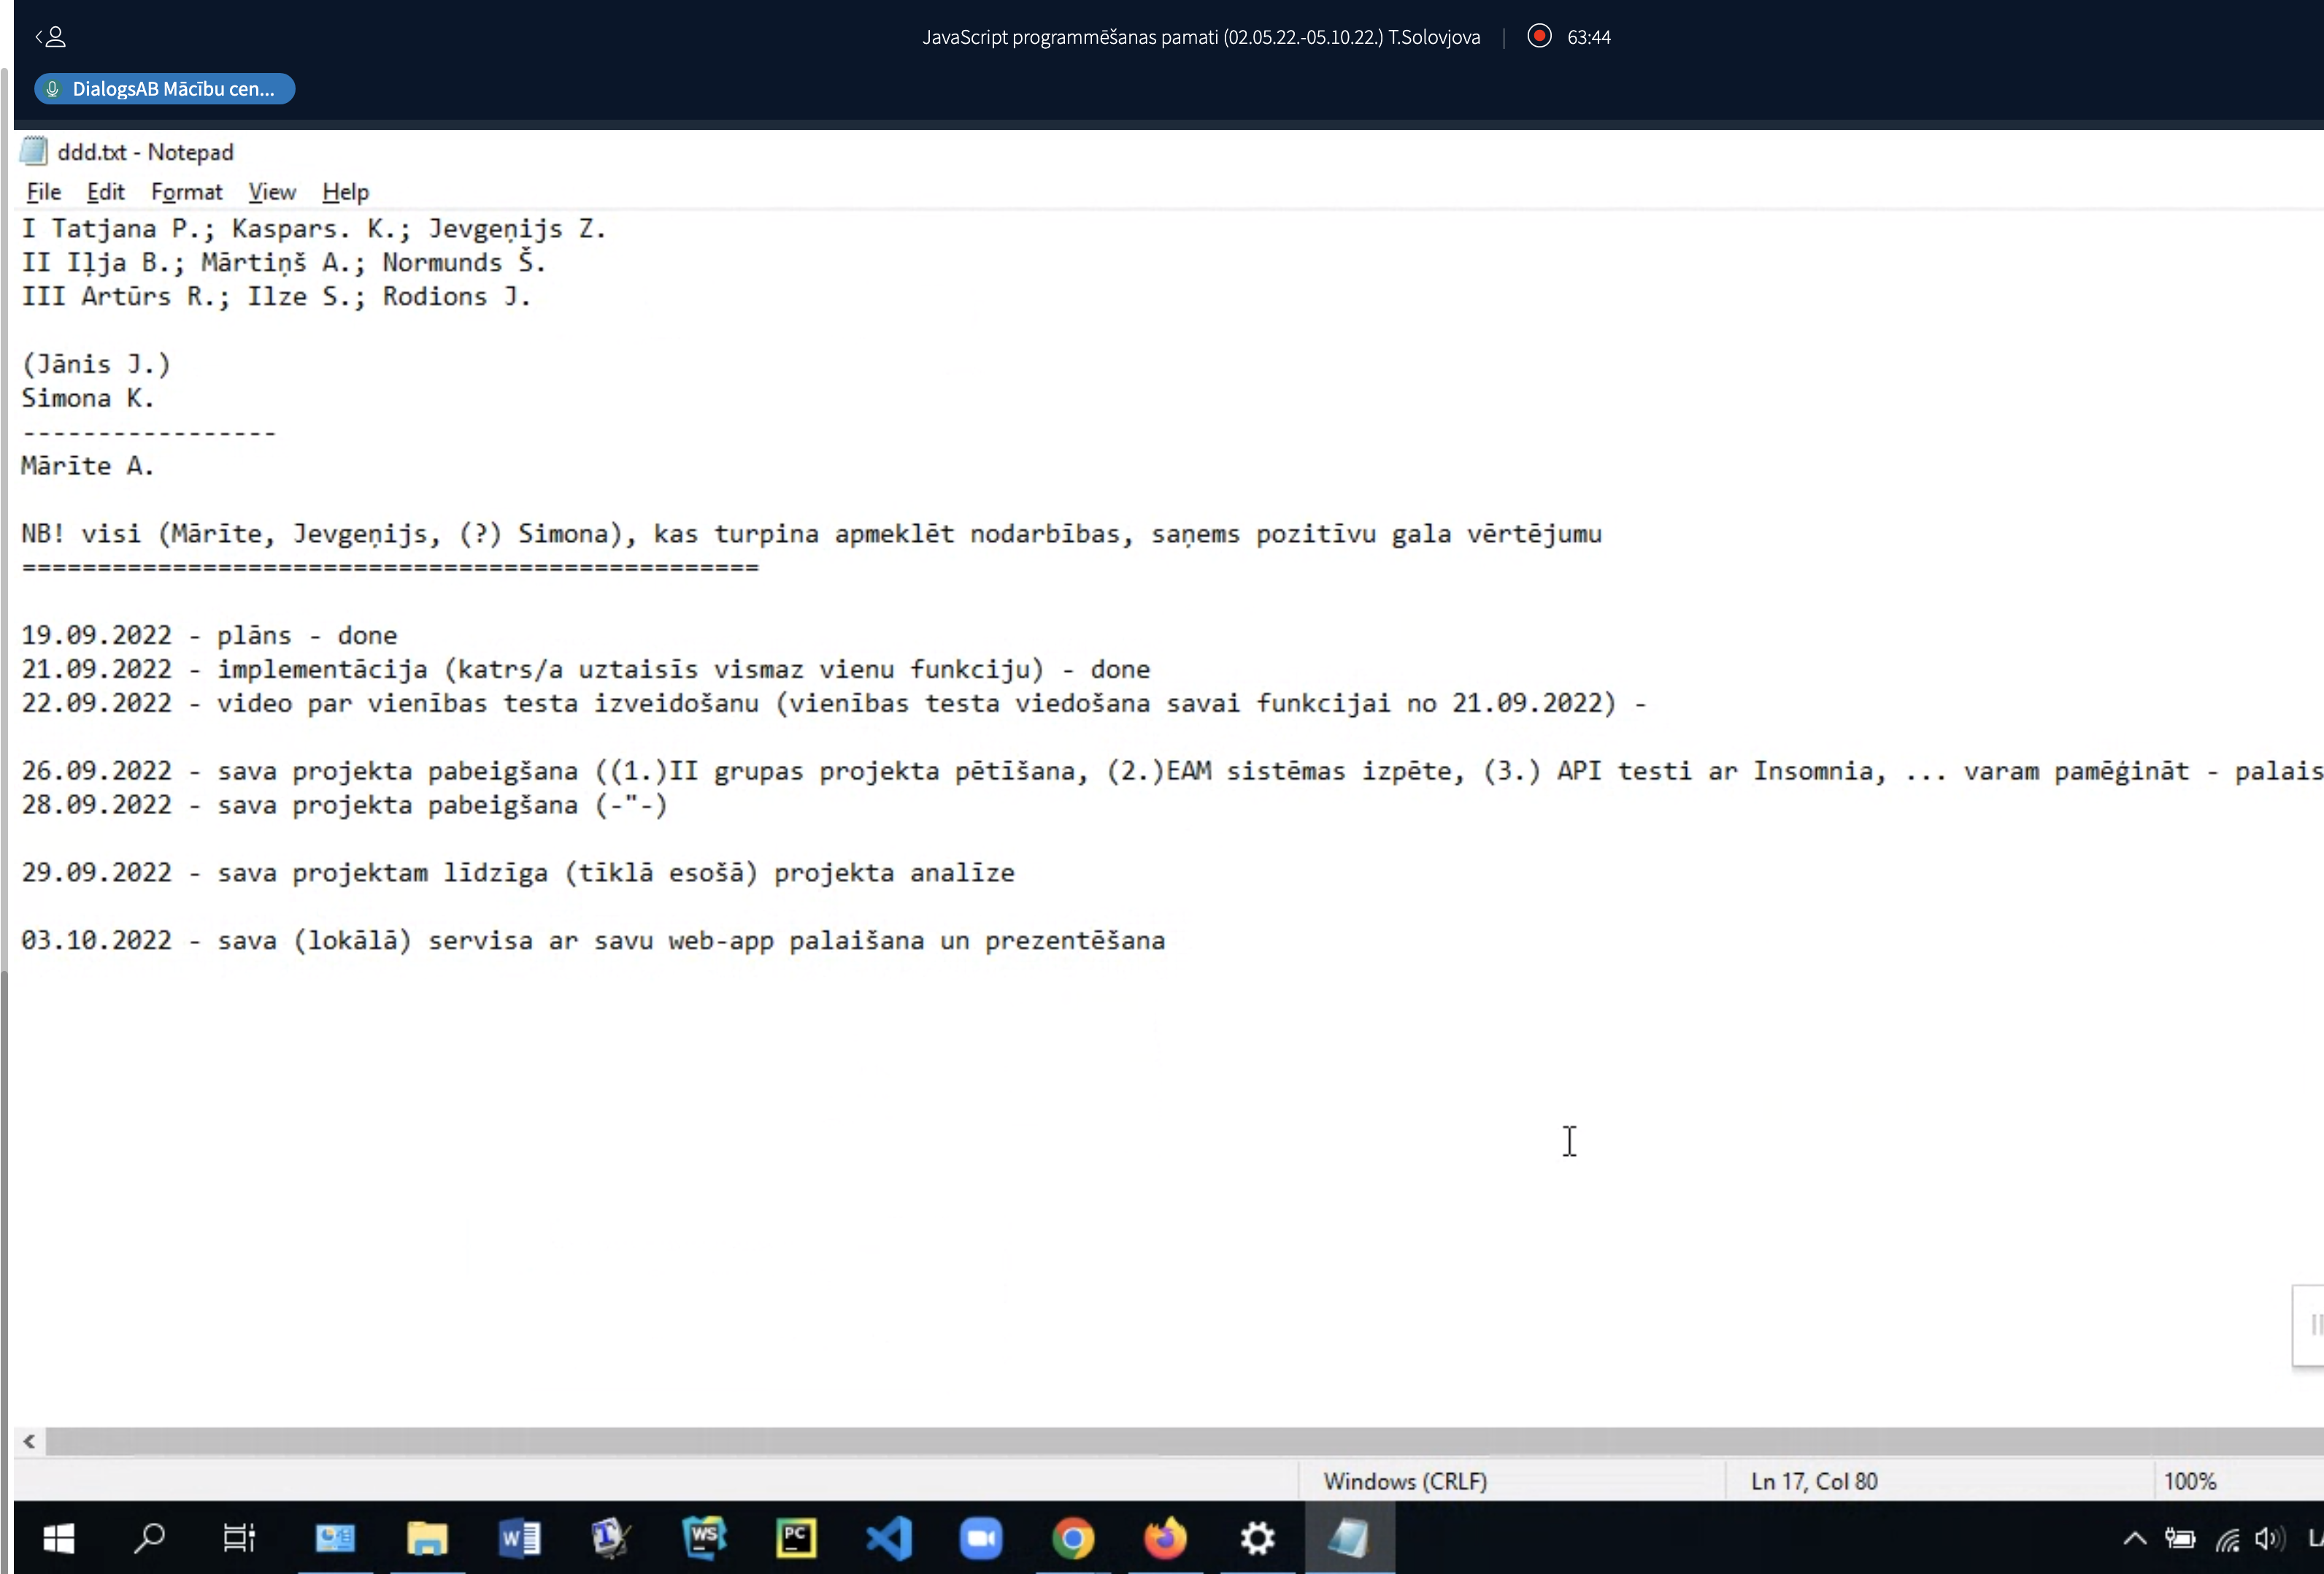 JavaScript programmēšanas pamati (02.05.22.-05.10.22.) T.Solovjova | 63:44
DialogsAB Mācību cen...
ddd.txt - Notepad
File Edit Format View Help
I Tatjana P.; Kaspars. K.; Jevgeņijs Z.
II Iļja B.; Mārtiņš A.; Normunds Š.
III Artūrs R.; Ilze S.; Rodions J.
(Jānis J.)
Simona K.
-----------------
Mārīte A.
NB! visi (Mārīte, Jevgeņijs, (?) Simona), kas turpina apmeklēt nodarbības, saņems pozitīvu gala vērtējumu
=================================================
19.09.2022 - plāns - done
21.09.2022 - implementācija (katrs/a uztaisīs vismaz vienu funkciju) - done
22.09.2022 - video par vienības testa izveidošanu (vienības testa viedošana savai funkcijai no 21.09.2022) -
26.09.2022 - sava projekta pabeigšana ((1.)II grupas projekta pētīšana, (2.)EAM sistēmas izpēte, (3.) API testi ar Insomnia, ... varam pamēģināt - palais
28.09.2022 - sava projekta pabeigšana (-"-)
29.09.2022 - sava projektam līdzīga (tīklā esošā) projekta analīze
03.10.2022 - sava (lokālā) servisa ar savu web-app palaišana un prezentēšana
Windows (CRLF) Ln 17, Col 80 100%
WS PC